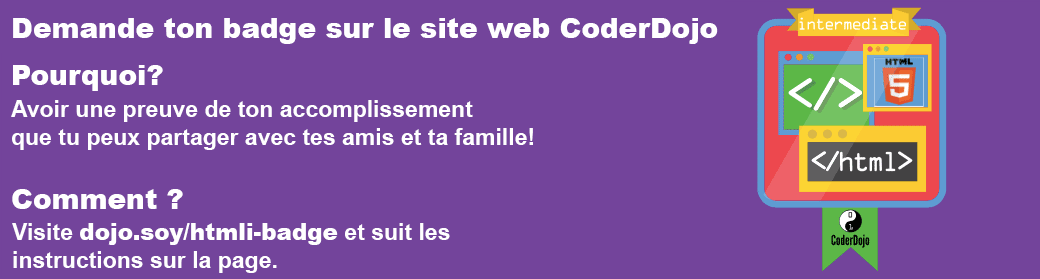 Demande ton badge sur le site web CoderDojo
Pourquoi?
Avoir une preuve de ton accomplissement
que tu peux partager avec tes amis et ta famille!
Comment ?
Visite dojo.soy/htmli-badge et suit les
instructions sur la page.
intermediate
HTML
5
</>
</html>
CoderDojo